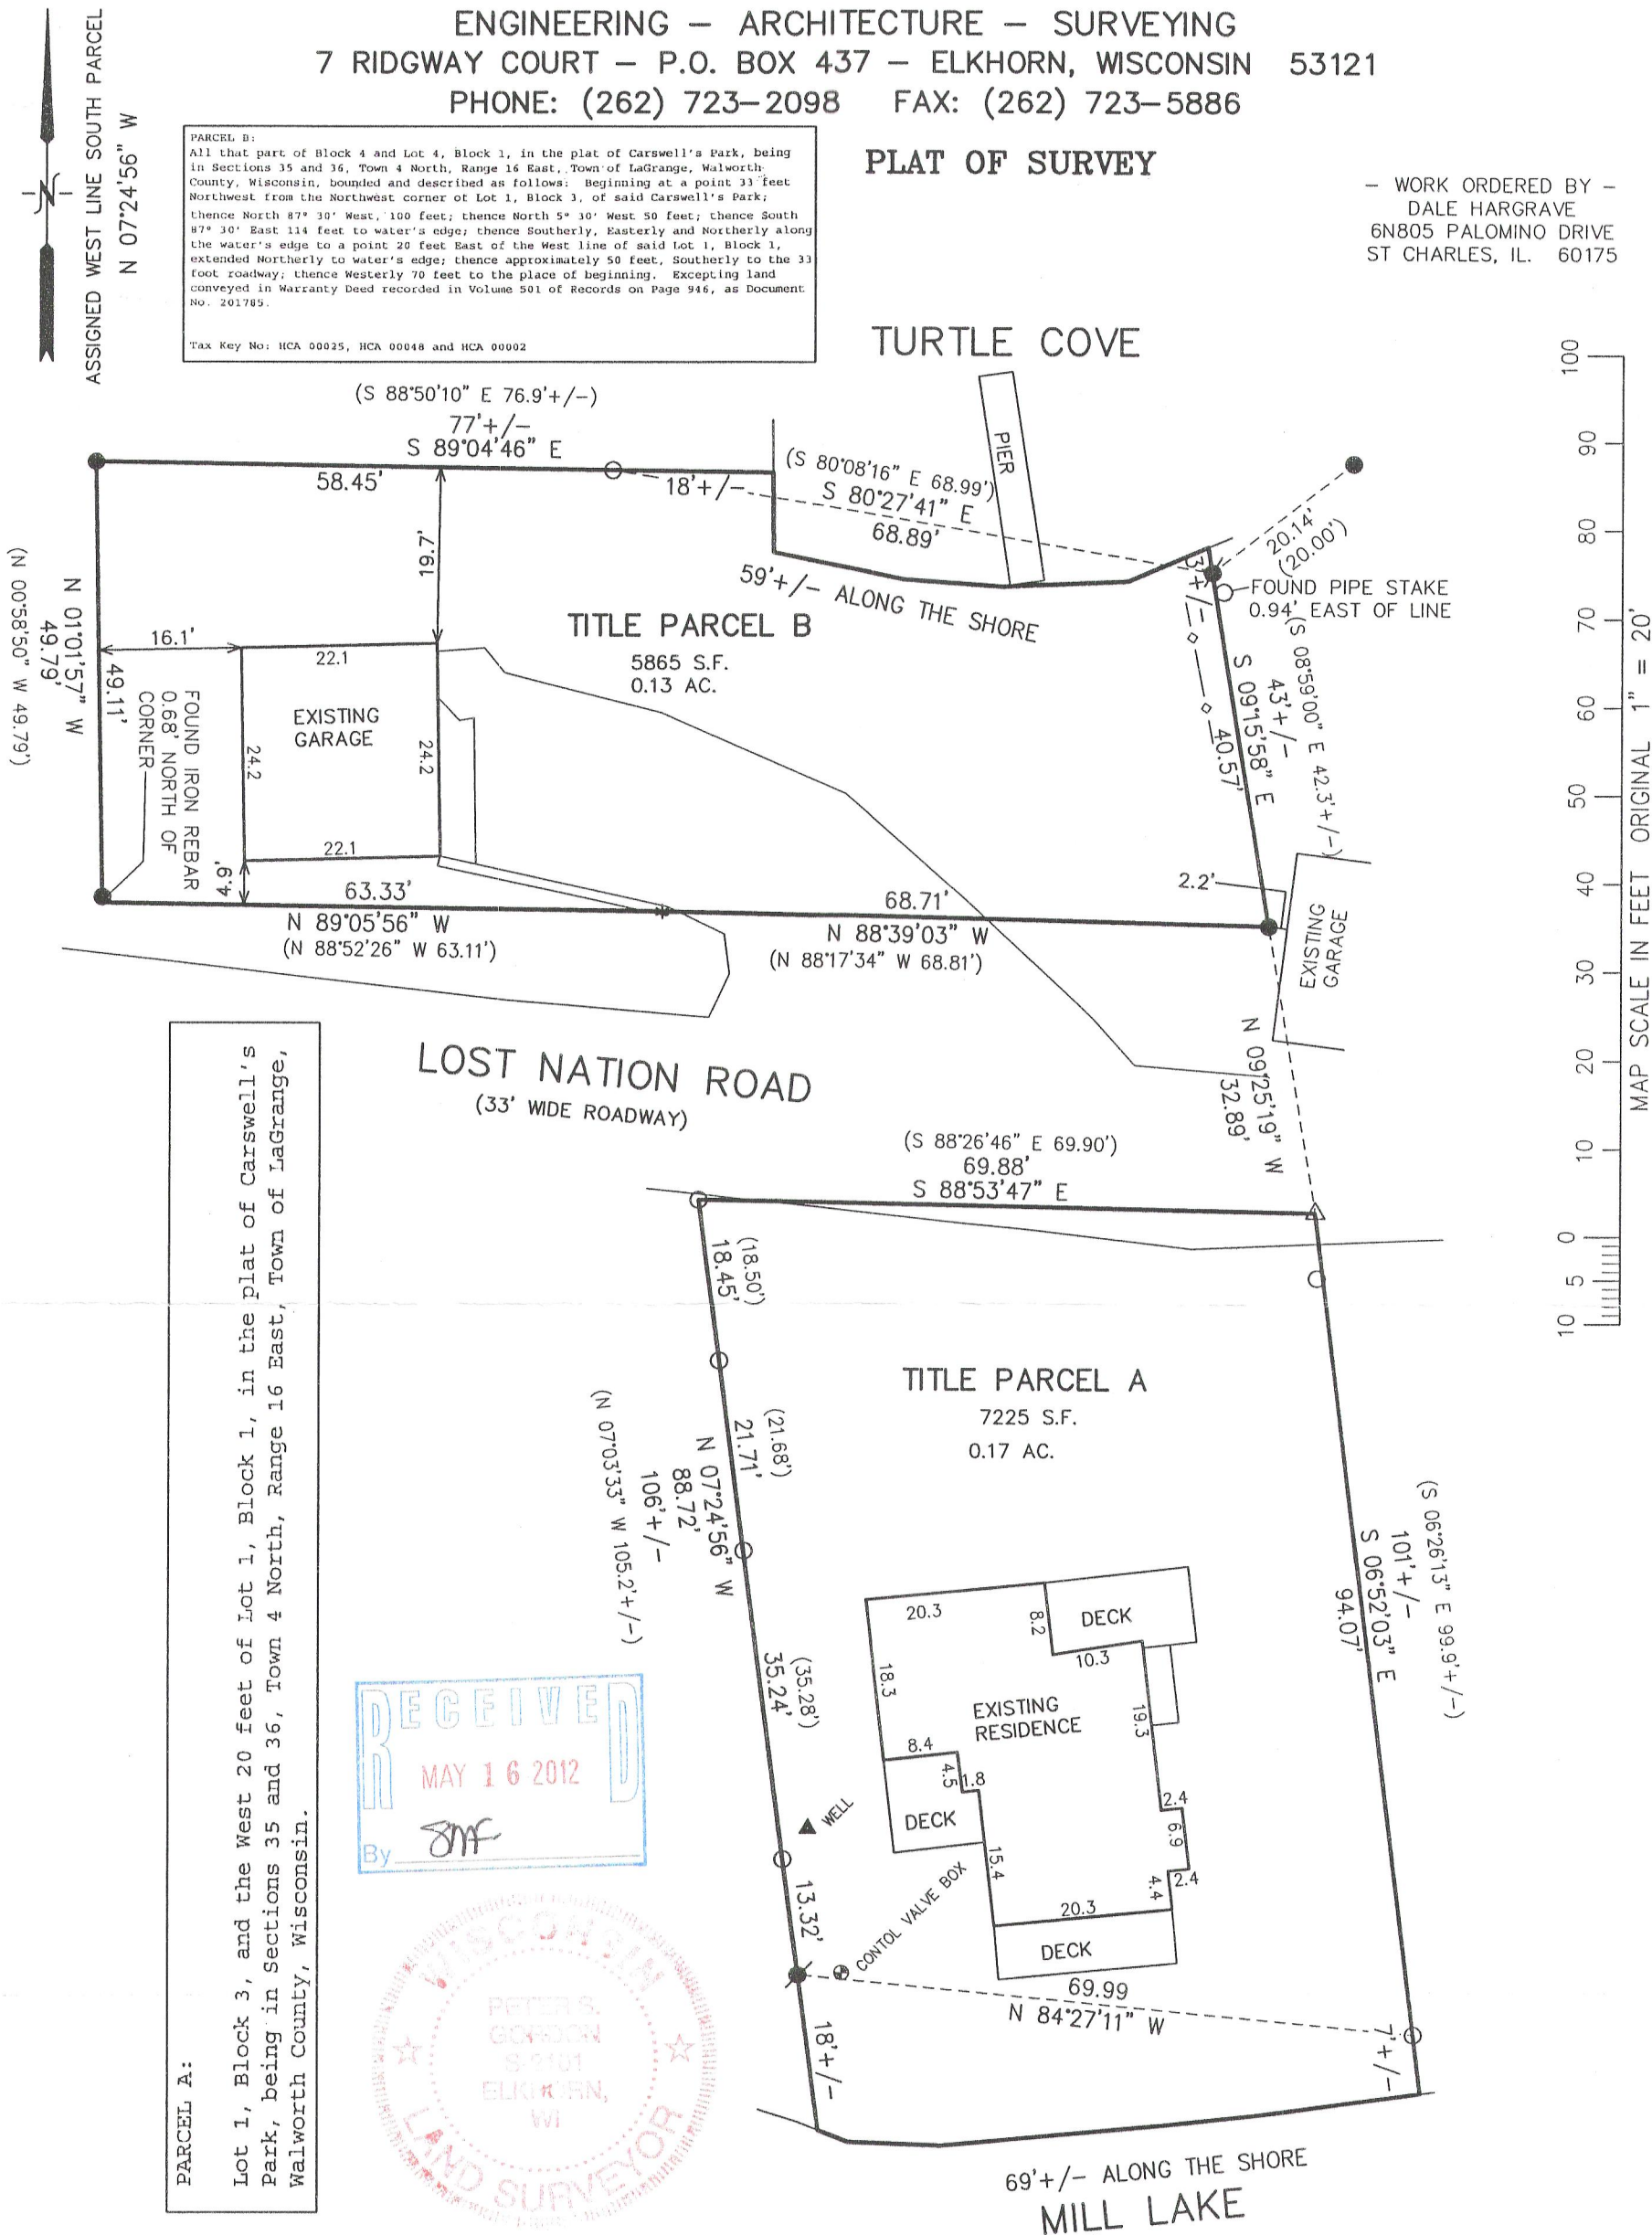 ENGINEERING – ARCHITECTURE – SURVEYING
7 RIDGWAY COURT – P.O. BOX 437 – ELKHORN, WISCONSIN 53121
PHONE: (262) 723–2098 FAX: (262) 723–5886
ASSIGNED WEST LINE SOUTH PARCEL
N 07°24'56" W
N
PARCEL B:
All that part of Block 4 and Lot 4, Block 1, in the plat of Carswell's Park, being
in Sections 35 and 36, Town 4 North, Range 16 East, Town of LaGrange, Walworth
County, Wisconsin, bounded and described as follows: Beginning at a point 33 feet
Northwest from the Northwest corner of Lot 1, Block 3, of said Carswell's Park;
thence North 87° 30' West, 100 feet; thence North 5° 30' West 50 feet; thence South
87° 30' East 114 feet to water's edge; thence Southerly, Easterly and Northerly along
the water's edge to a point 20 feet East of the West line of said Lot 1, Block 1,
extended Northerly to water's edge; thence approximately 50 feet, Southerly to the 33
foot roadway; thence Westerly 70 feet to the place of beginning. Excepting land
conveyed in Warranty Deed recorded in Volume 501 of Records on Page 946, as Document
No. 201785.
Tax Key No: HCA 00025, HCA 00048 and HCA 00002
PLAT OF SURVEY
– WORK ORDERED BY –
DALE HARGRAVE
6N805 PALOMINO DRIVE
ST CHARLES, IL. 60175
TURTLE COVE
(S 88°50'10" E 76.9'+/–)
77'+/–
S 89°04'46" E
58.45'
18'+/–
(S 80°08'16" E 68.99')
S 80°27'41" E
68.89'
PIER
20.14'
(20.00')
FOUND PIPE STAKE
0.94' EAST OF LINE
3'+/–
59'+/– ALONG THE SHORE
19.7'
TITLE PARCEL B
5865 S.F.
0.13 AC.
16.1'
22.1
EXISTING
GARAGE
24.2
24.2
22.1
4.9'
49.11'
FOUND IRON REBAR
0.68' NORTH OF
CORNER
N 01°01'57" W
49.79'
(N 00°58'50" W 49.79')
(S 08°59'00" E 42.3'+/–)
43'+/–
S 09°15'58" E
40.57'
2.2'
EXISTING
GARAGE
63.33'
N 89°05'56" W
(N 88°52'26" W 63.11')
68.71'
N 88°39'03" W
(N 88°17'34" W 68.81')
N 09°25'19" W
32.89'
100
90
80
70
60
50
40
30
20
10
0
5
10
MAP SCALE IN FEET ORIGINAL 1" = 20'
LOST NATION ROAD
(33' WIDE ROADWAY)
(S 88°26'46" E 69.90')
69.88'
S 88°53'47" E
(18.50')
18.45'
(21.68')
21.71'
N 07°24'56" W
88.72'
106'+/–
(N 07°03'33" W 105.2'+/–)
(35.28')
35.24'
TITLE PARCEL A
7225 S.F.
0.17 AC.
(S 06°26'13" E 99.9'+/–)
101'+/–
S 06°52'03" E
94.07'
20.3
8.2
DECK
10.3
18.3
EXISTING
RESIDENCE
19.3
8.4
4.5
1.8
DECK
2.4
6.9
2.4
4.4
15.4
20.3
DECK
WELL
CONTOL VALVE BOX
13.32'
69.99
N 84°27'11" W
18'+/–
7'+/–
69'+/– ALONG THE SHORE
MILL LAKE
PARCEL A:
Lot 1, Block 3, and the West 20 feet of Lot 1, Block 1, in the plat of Carswell's
Park, being in Sections 35 and 36, Town 4 North, Range 16 East, Town of LaGrange,
Walworth County, Wisconsin.
RECEIVED
MAY 16 2012
By SMF
WISCONSIN
PETER S.
GORDON
S-2101
ELKHORN,
WI
LAND SURVEYOR